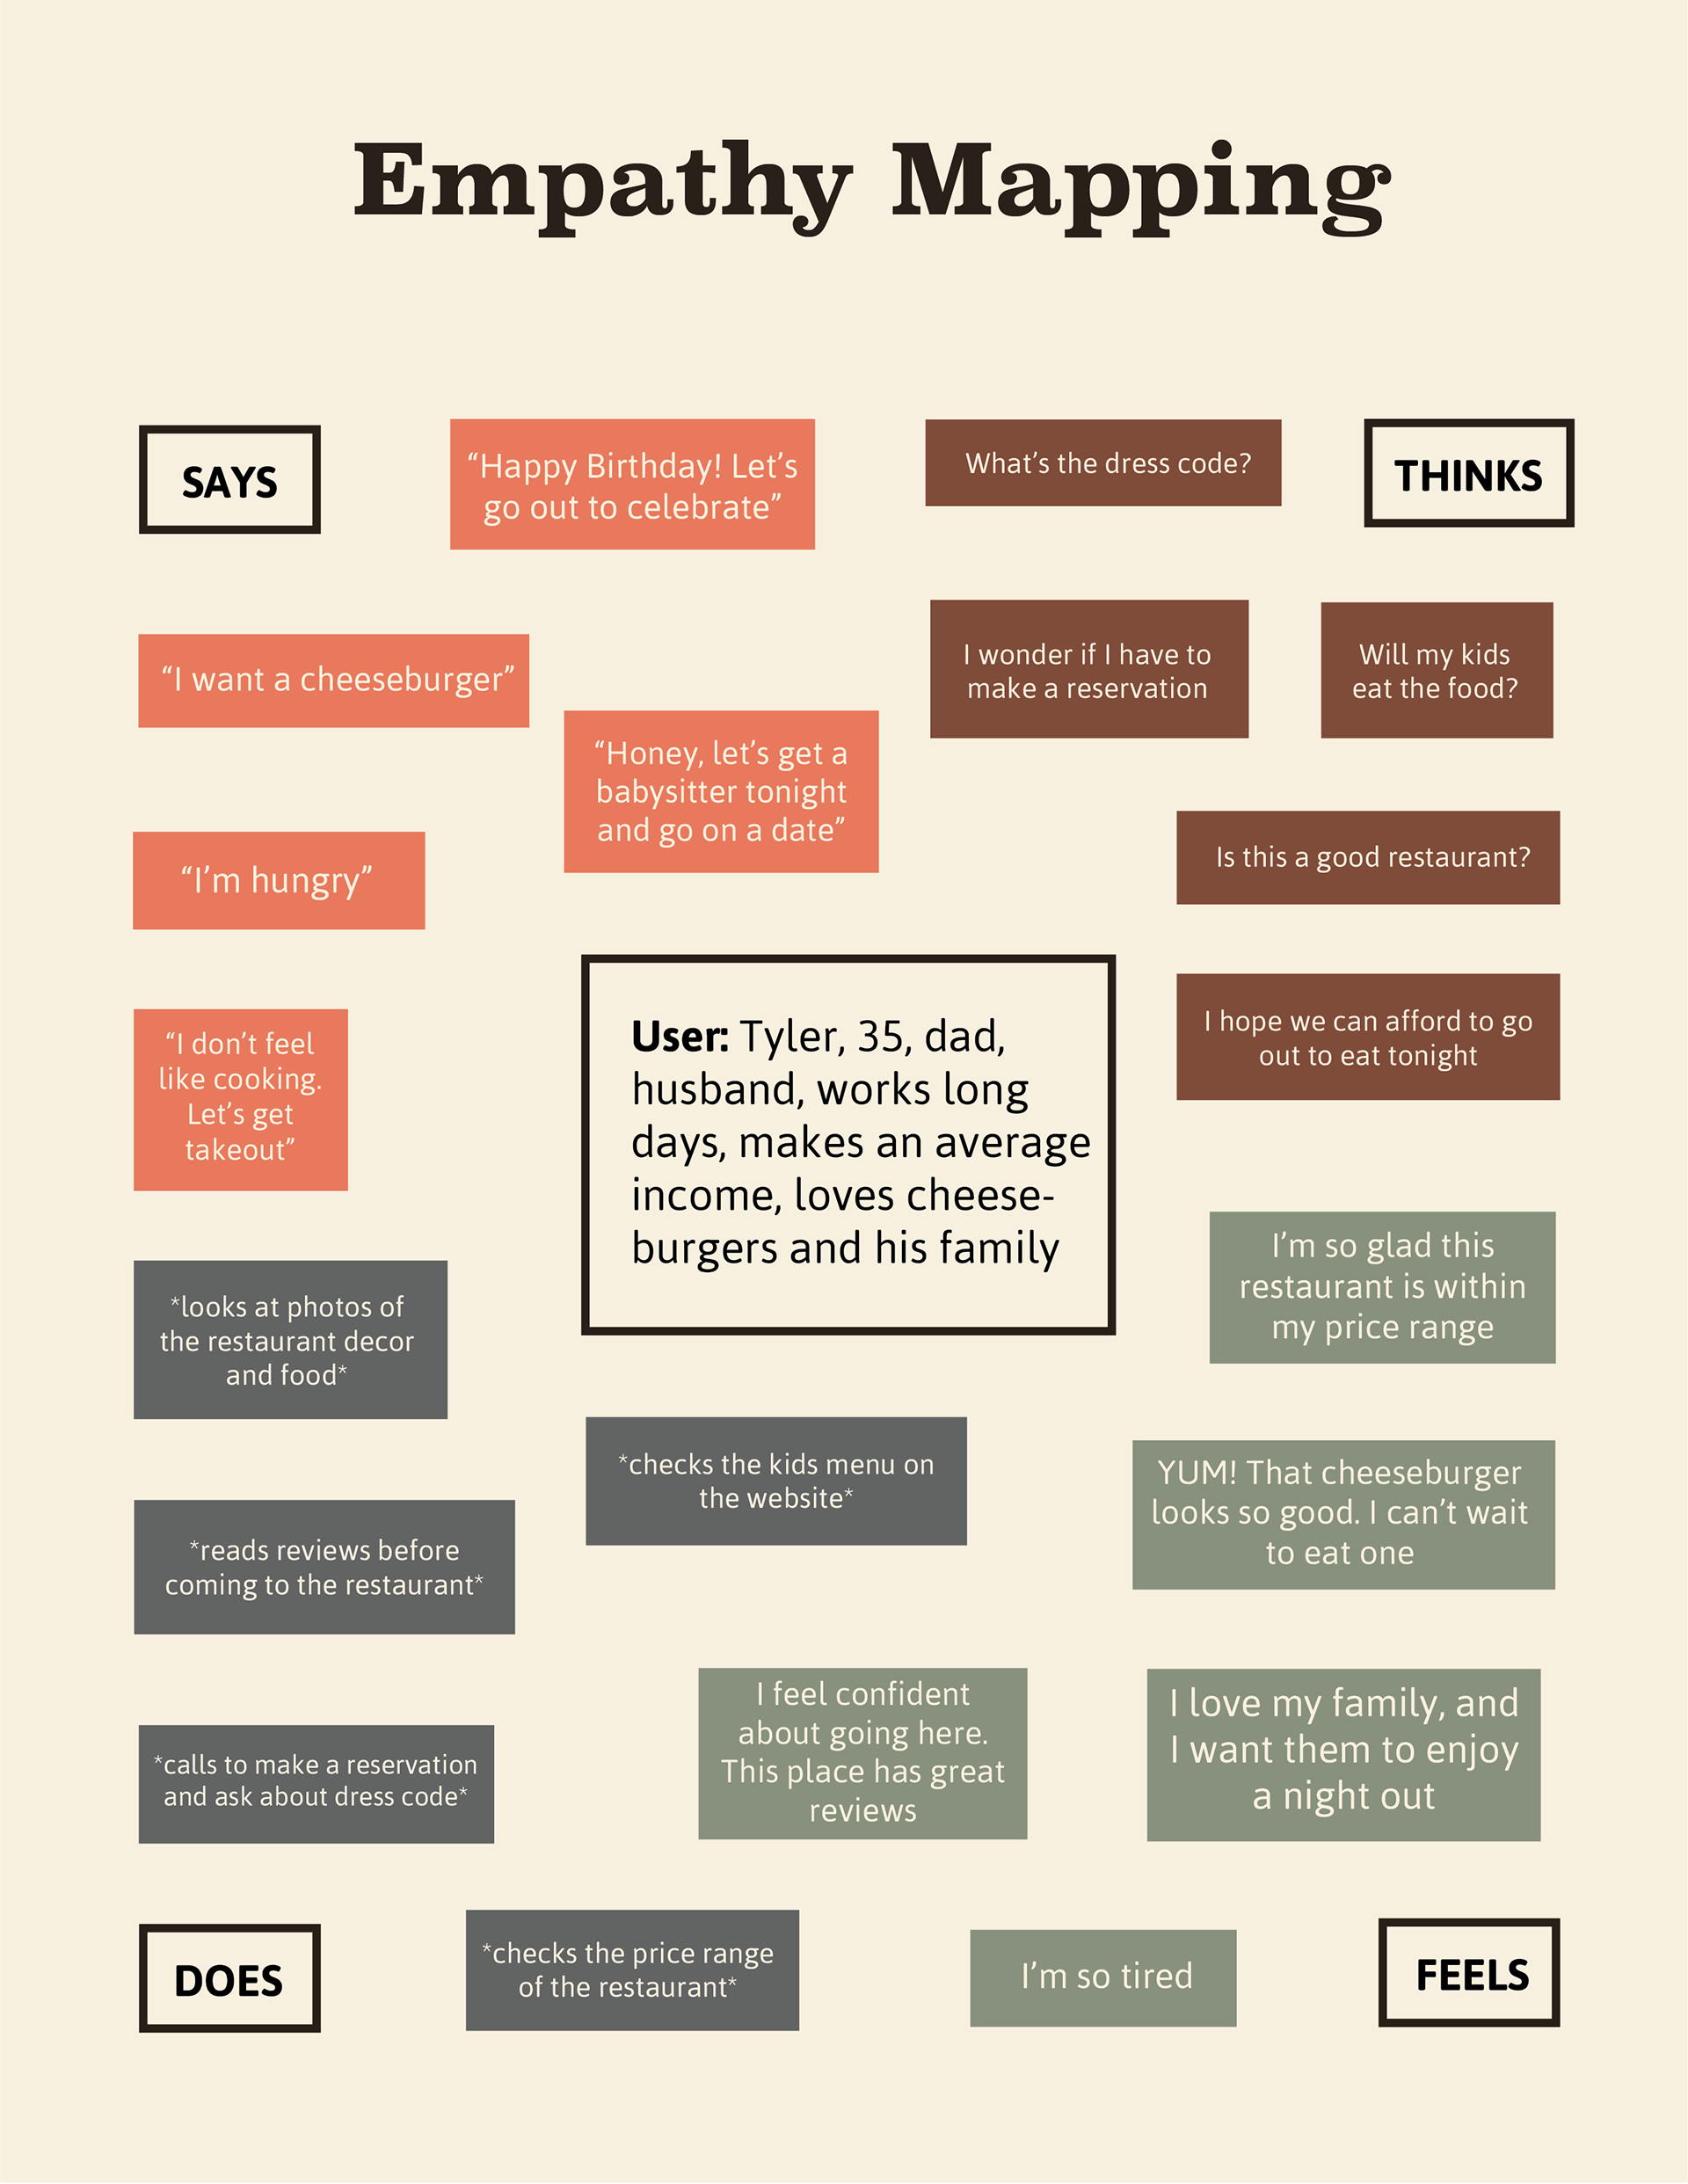 Empathy Mapping
SAYS
“Happy Birthday! Let’s
go out to celebrate”
“I want a cheeseburger”
“Honey, let’s get a
babysitter tonight
and go on a date”
“I’m hungry”
“I don’t feel
like cooking.
Let’s get
takeout”
THINKS
What’s the dress code?
I wonder if I have to
make a reservation
Will my kids
eat the food?
Is this a good restaurant?
I hope we can afford to go
out to eat tonight
User: Tyler, 35, dad,
husband, works long
days, makes an average
income, loves cheese-
burgers and his family
*looks at photos of
the restaurant decor
and food*
*checks the kids menu on
the website*
*reads reviews before
coming to the restaurant*
*calls to make a reservation
and ask about dress code*
DOES
*checks the price range
of the restaurant*
I’m so glad this
restaurant is within
my price range
YUM! That cheeseburger
looks so good. I can’t wait
to eat one
I feel confident
about going here.
This place has great
reviews
I love my family, and
I want them to enjoy
a night out
I’m so tired
FEELS